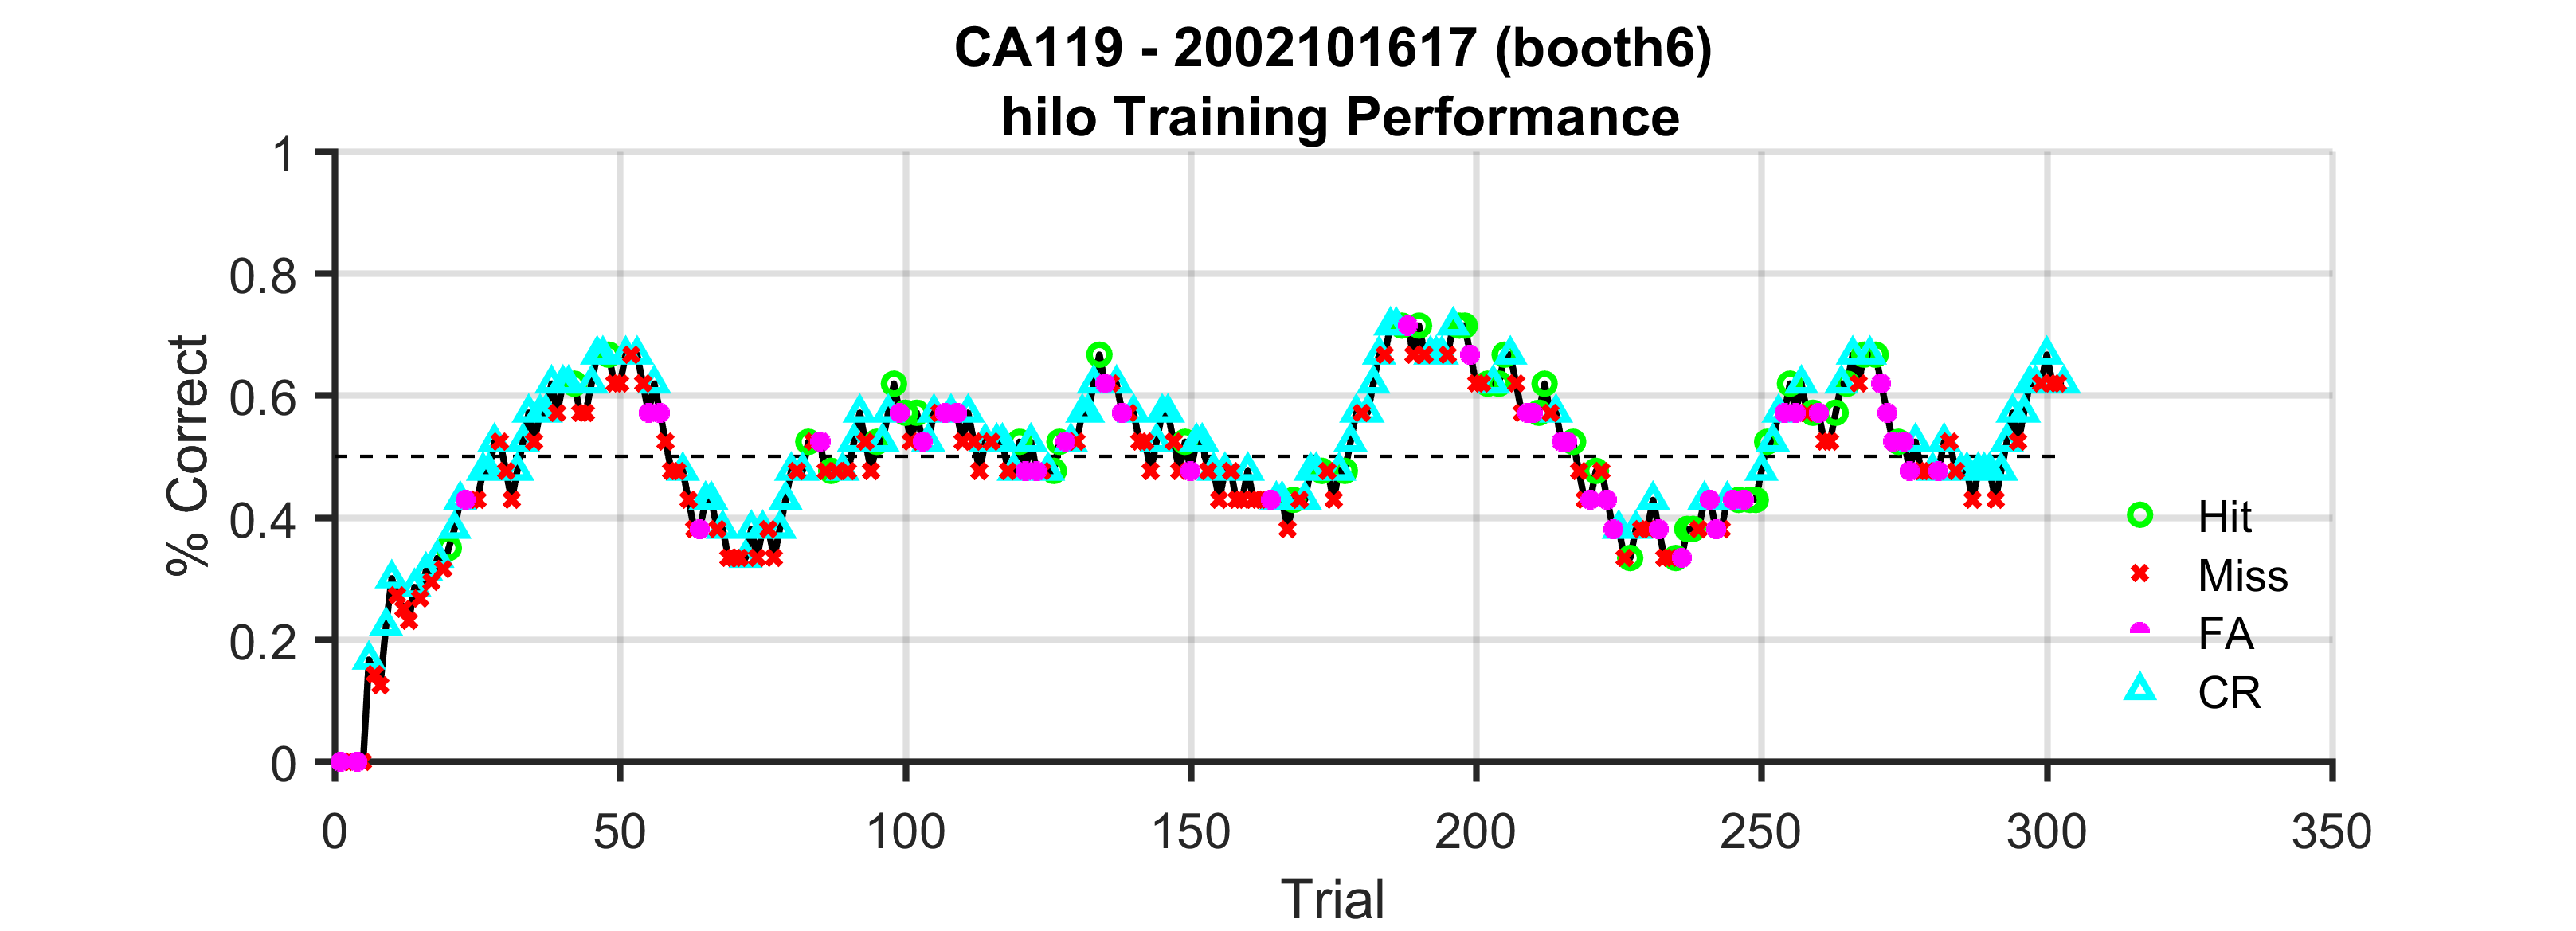 CA119 - 2002101617 (booth6)
hilo Training Performance
% Correct
1
0.8
0.6
0.4
0.2
0
0 50 100 150 200 250 300 350
Trial
Hit
Miss
FA
CR